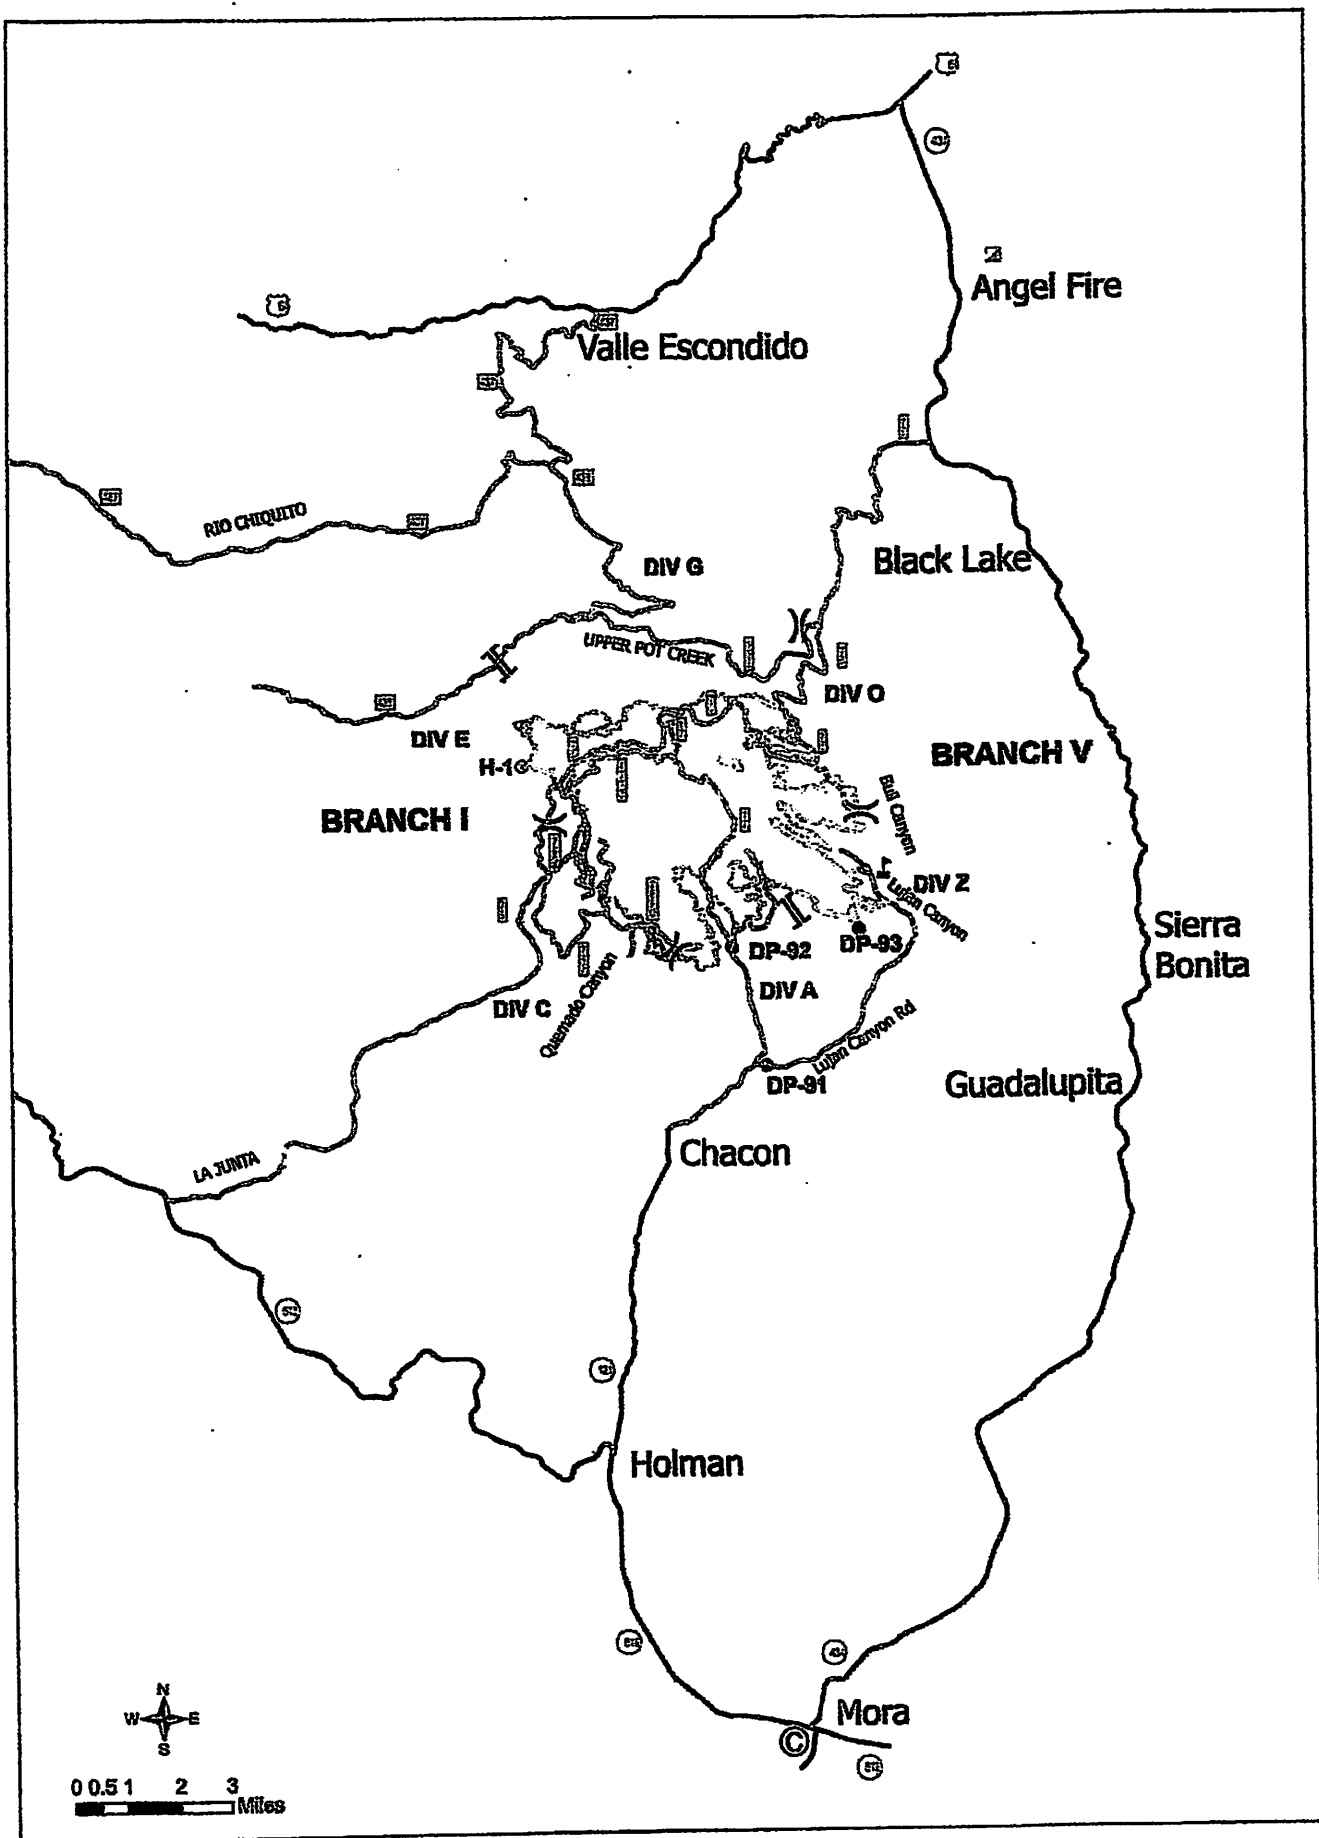 Angel Fire
Valle Escondido
RIO CHIQUITO
DIV G
Black Lake
UPPER POT CREEK
DIV O
DIV E
BRANCH V
H-1
Bull Canyon
BRANCH I
DIV Z
Lujan Canyon
Sierra
Bonita
DP-92
DP-93
DIV A
DIV C
Quemado Canyon
Lujan Canyon Rd
DP-91
Guadalupita
Chacon
LA JUNTA
Holman
Mora
C
N
W E
S
0 0.5 1 2 3
Miles